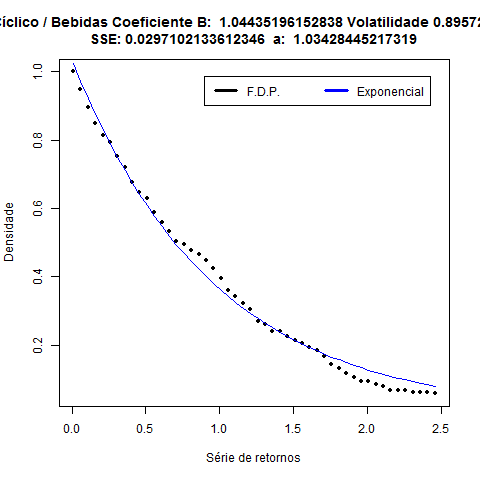 Cíclico / Bebidas Coeficiente B:  1.04435196152838 Volatilidade 0.89572
SSE: 0.0297102133612346  a:  1.03428445217319
F.D.P.
Exponencial
Densidade
1.0
0.8
0.6
0.4
0.2
0.0 0.5 1.0 1.5 2.0 2.5
Série de retornos